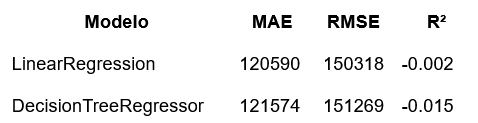 Modelo MAE RMSE R²
LinearRegression 120590 150318 -0.002
DecisionTreeRegressor 121574 151269 -0.015